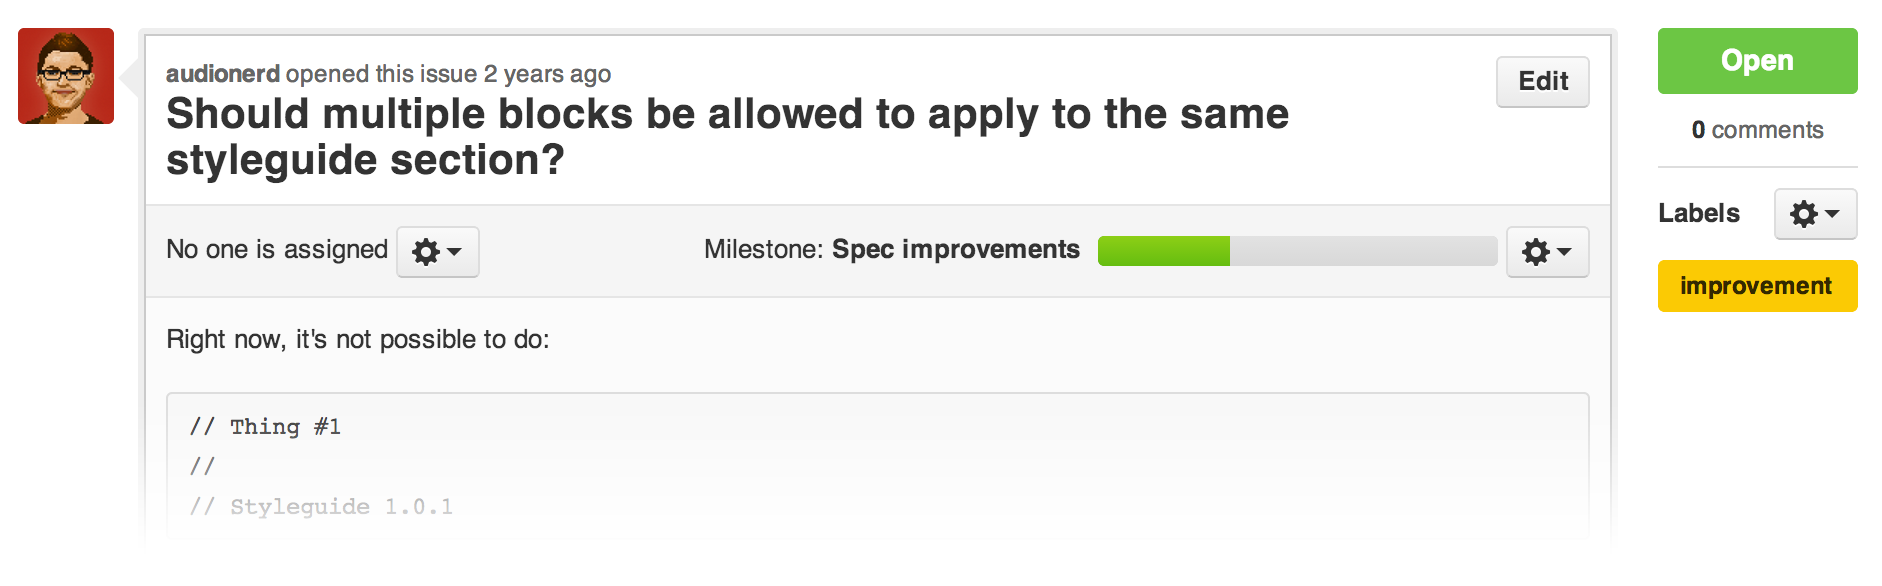 audionerd opened this issue 2 years ago
Should multiple blocks be allowed to apply to the same
styleguide section?
Edit
No one is assigned
Milestone: Spec improvements
Right now, it's not possible to do:
// Thing #1
//
// Styleguide 1.0.1
Open
0 comments
Labels
improvement